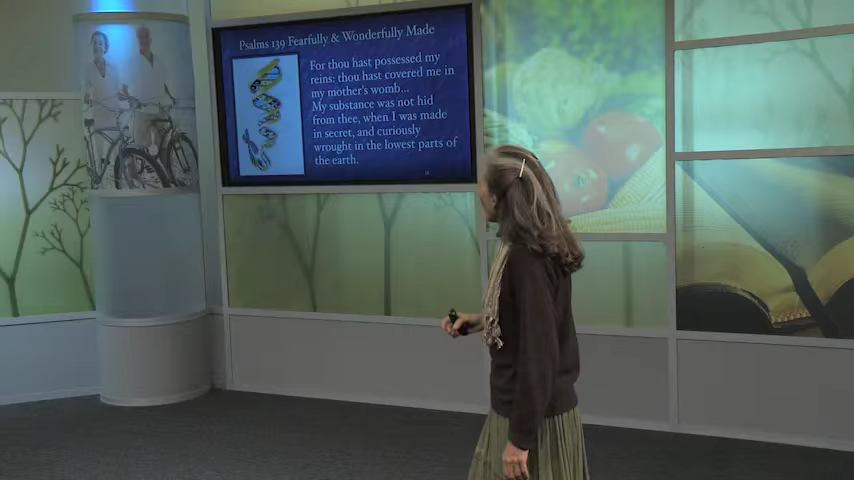 Psalms 139 Fearfully & Wonderfully Made
For thou hast possessed my
reins: thou hast covered me in
my mother's womb...
My substance was not hid
from thee, when I was made
in secret, and curiously
wrought in the lowest parts of
the earth.